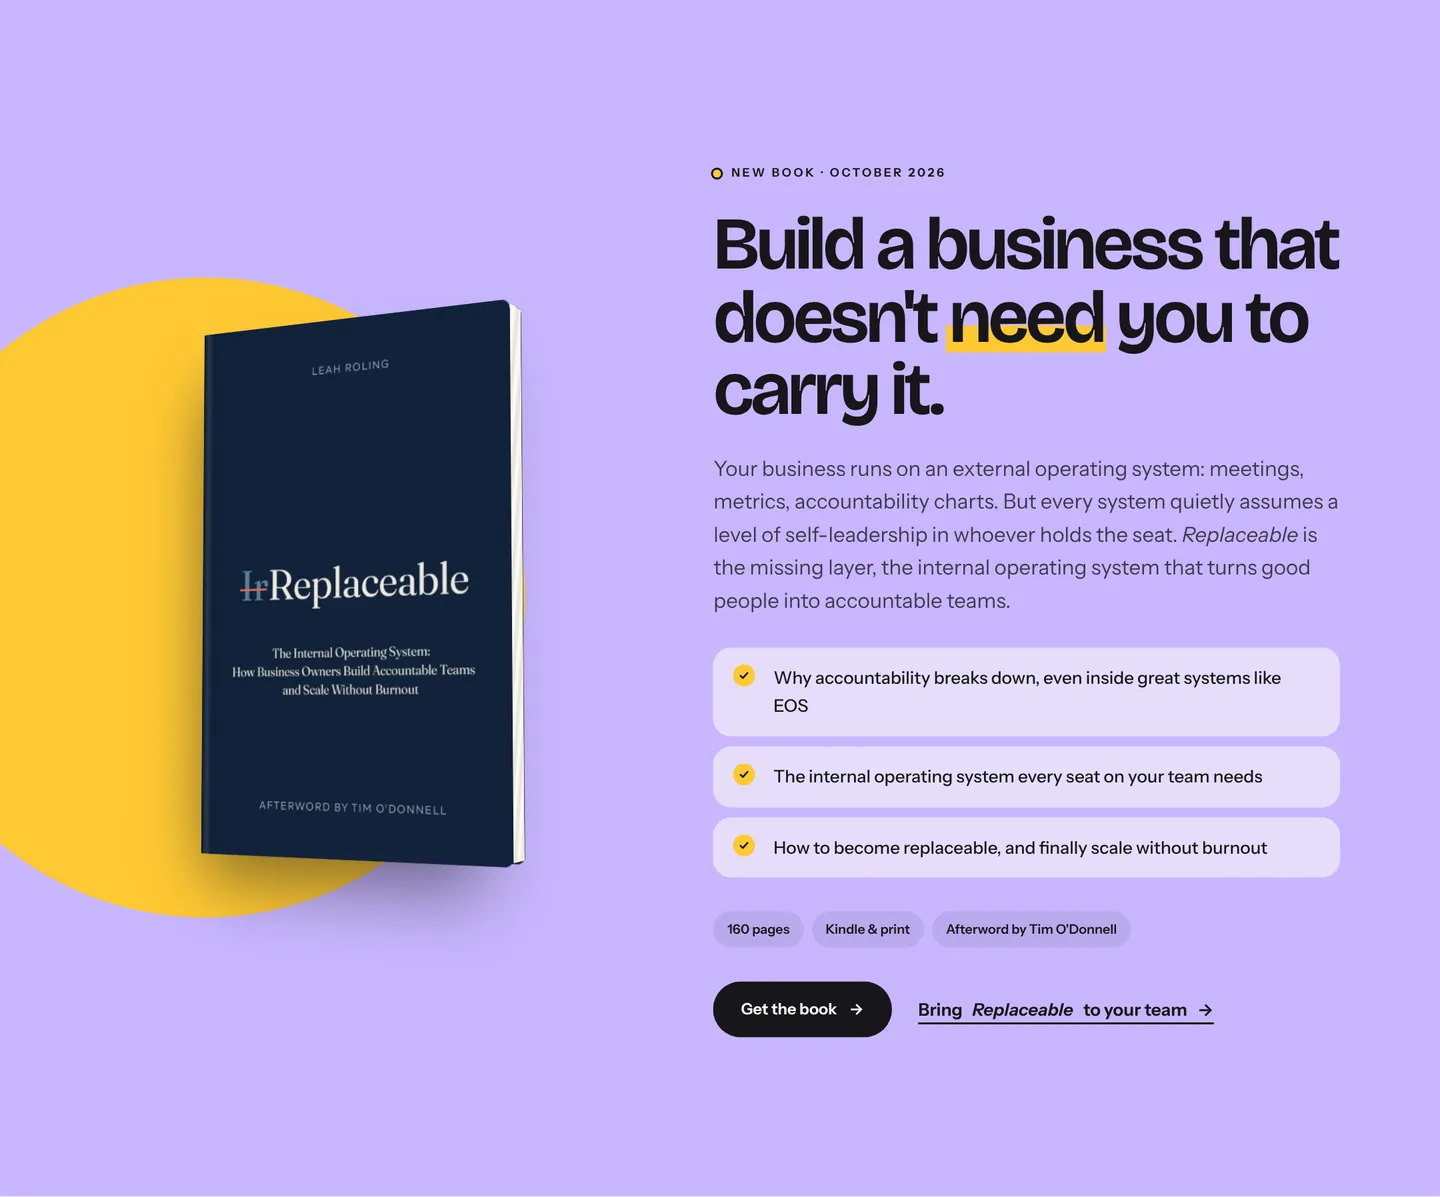 LEAH ROLING
IrReplaceable
The Internal Operating System:
How Business Owners Build Accountable Teams
and Scale Without Burnout
AFTERWORD BY TIM O'DONNELL
NEW BOOK · OCTOBER 2026
Build a business that
doesn't need you to
carry it.
Your business runs on an external operating system: meetings,
metrics, accountability charts. But every system quietly assumes a
level of self-leadership in whoever holds the seat. Replaceable is
the missing layer, the internal operating system that turns good
people into accountable teams.
Why accountability breaks down, even inside great systems like
EOS
The internal operating system every seat on your team needs
How to become replaceable, and finally scale without burnout
160 pages
Kindle & print
Afterword by Tim O'Donnell
Get the book →
Bring Replaceable to your team →